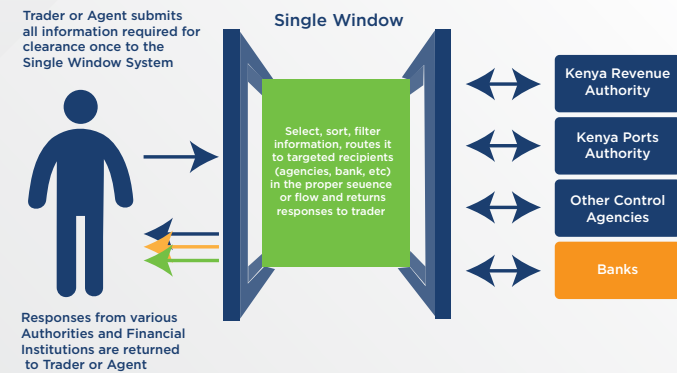 Trader or Agent submits
all information required for
clearance once to the
Single Window System
Single Window
Select, sort, filter
information, routes it
to targeted recipients
(agencies, bank, etc)
in the proper seuence
or flow and returns
responses to trader
Kenya Revenue
Authority
Kenya Ports
Authority
Other Control
Agencies
Banks
Responses from various
Authorities and Financial
Institutions are returned
to Trader or Agent